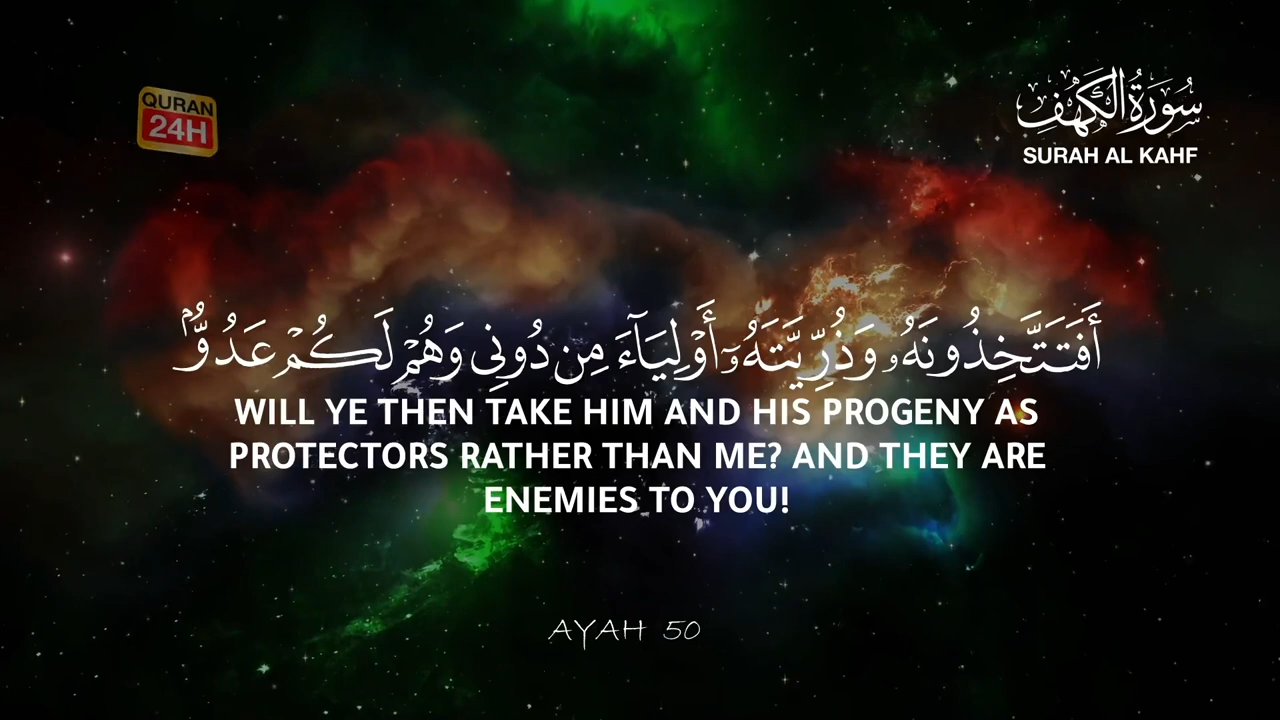 QURAN
24H
سُورَةُ الْكَهْفِ
SURAH AL KAHF
أَفَتَتَّخِذُونَهُۥ وَذُرِّيَّتَهُۥٓ أَوْلِيَآءَ مِن دُونِى وَهُمْ لَكُمْ عَدُوٌّۢ
WILL YE THEN TAKE HIM AND HIS PROGENY AS
PROTECTORS RATHER THAN ME? AND THEY ARE
ENEMIES TO YOU!
AYAH 50